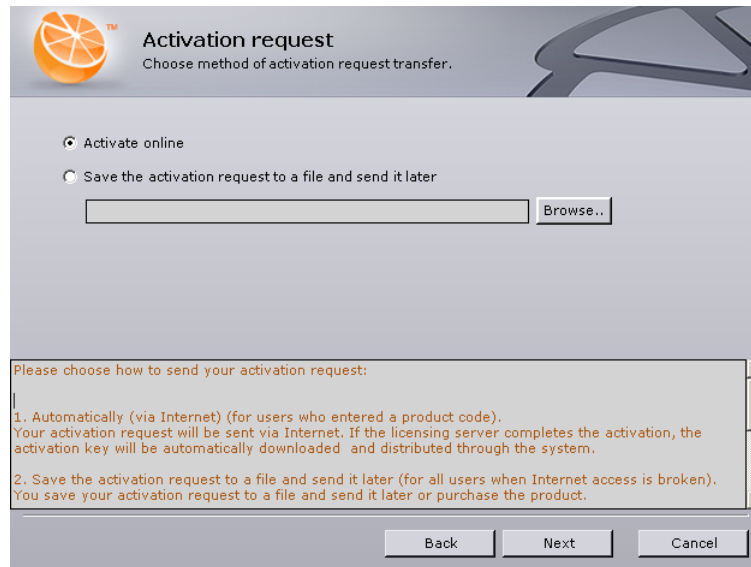 TM
Activation request
Choose method of activation request transfer.
Activate online
Save the activation request to a file and send it later
Browse..
Please choose how to send your activation request:
1. Automatically (via Internet) (for users who entered a product code).
Your activation request will be sent via Internet. If the licensing server completes the activation, the
activation key will be automatically downloaded and distributed through the system.
2. Save the activation request to a file and send it later (for all users when Internet access is broken).
You save your activation request to a file and send it later or purchase the product.
Back
Next
Cancel